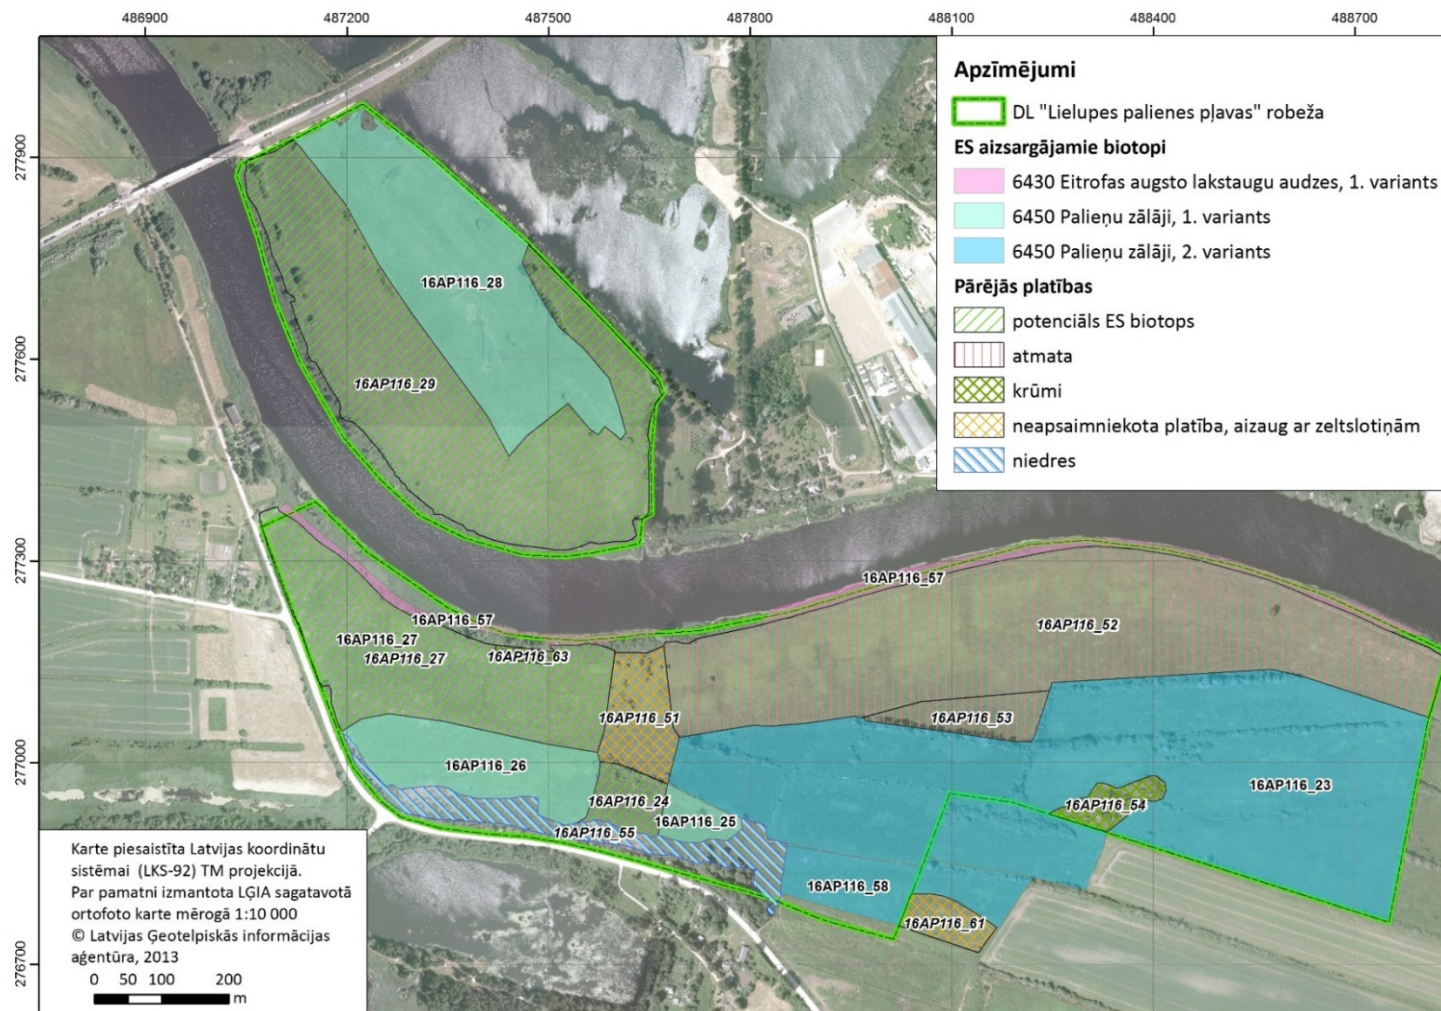 486900 487200 487500 487800 488100 488400 488700
277900
277600
277300
277000
276700
Apzīmējumi
DL "Lielupes palienes pļavas" robeža
ES aizsargājamie biotopi
6430 Eitrofas augsto lakstaugu audzes, 1. variants
6450 Palieņu zālāji, 1. variants
6450 Palieņu zālāji, 2. variants
Pārējās platības
potenciāls ES biotops
atmata
krūmi
neapsaimniekota platība, aizaug ar zeltslotiņām
niedres
16AP116_28
16AP116_29
16AP116_57
16AP116_57
16AP116_52
16AP116_27
16AP116_27
16AP116_63
16AP116_51
16AP116_53
16AP116_26
16AP116_23
16AP116_24
16AP116_54
16AP116_25
16AP116_55
16AP116_58
16AP116_61
Karte piesaistīta Latvijas koordinātu
sistēmai (LKS-92) TM projekcijā.
Par pamatni izmantota LĢIA sagatavotā
ortofoto karte mērogā 1:10 000
© Latvijas Ģeotelpiskās informācijas
aģentūra, 2013
0 50 100 200
m